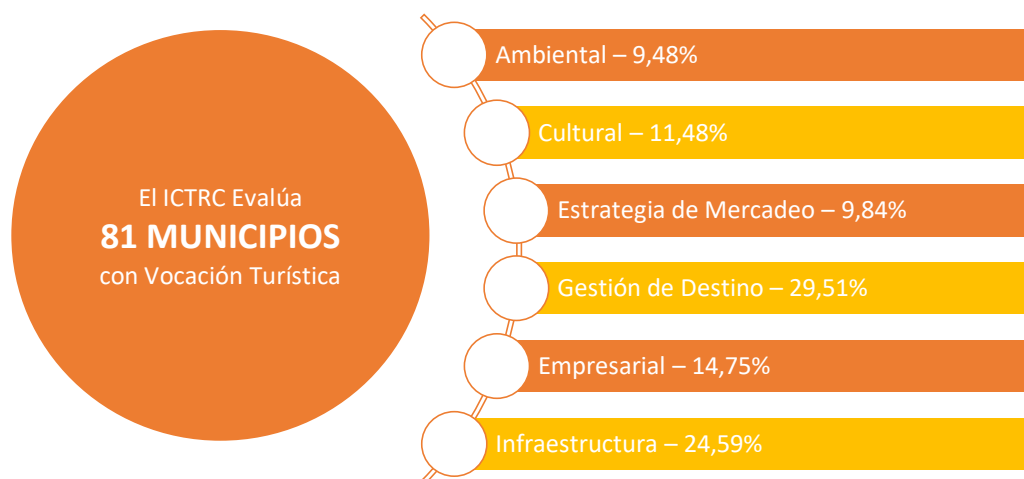 El ICTRC Evalúa
81 MUNICIPIOS
con Vocación Turística
Ambiental – 9,48%
Cultural – 11,48%
Estrategia de Mercadeo – 9,84%
Gestión de Destino – 29,51%
Empresarial – 14,75%
Infraestructura – 24,59%